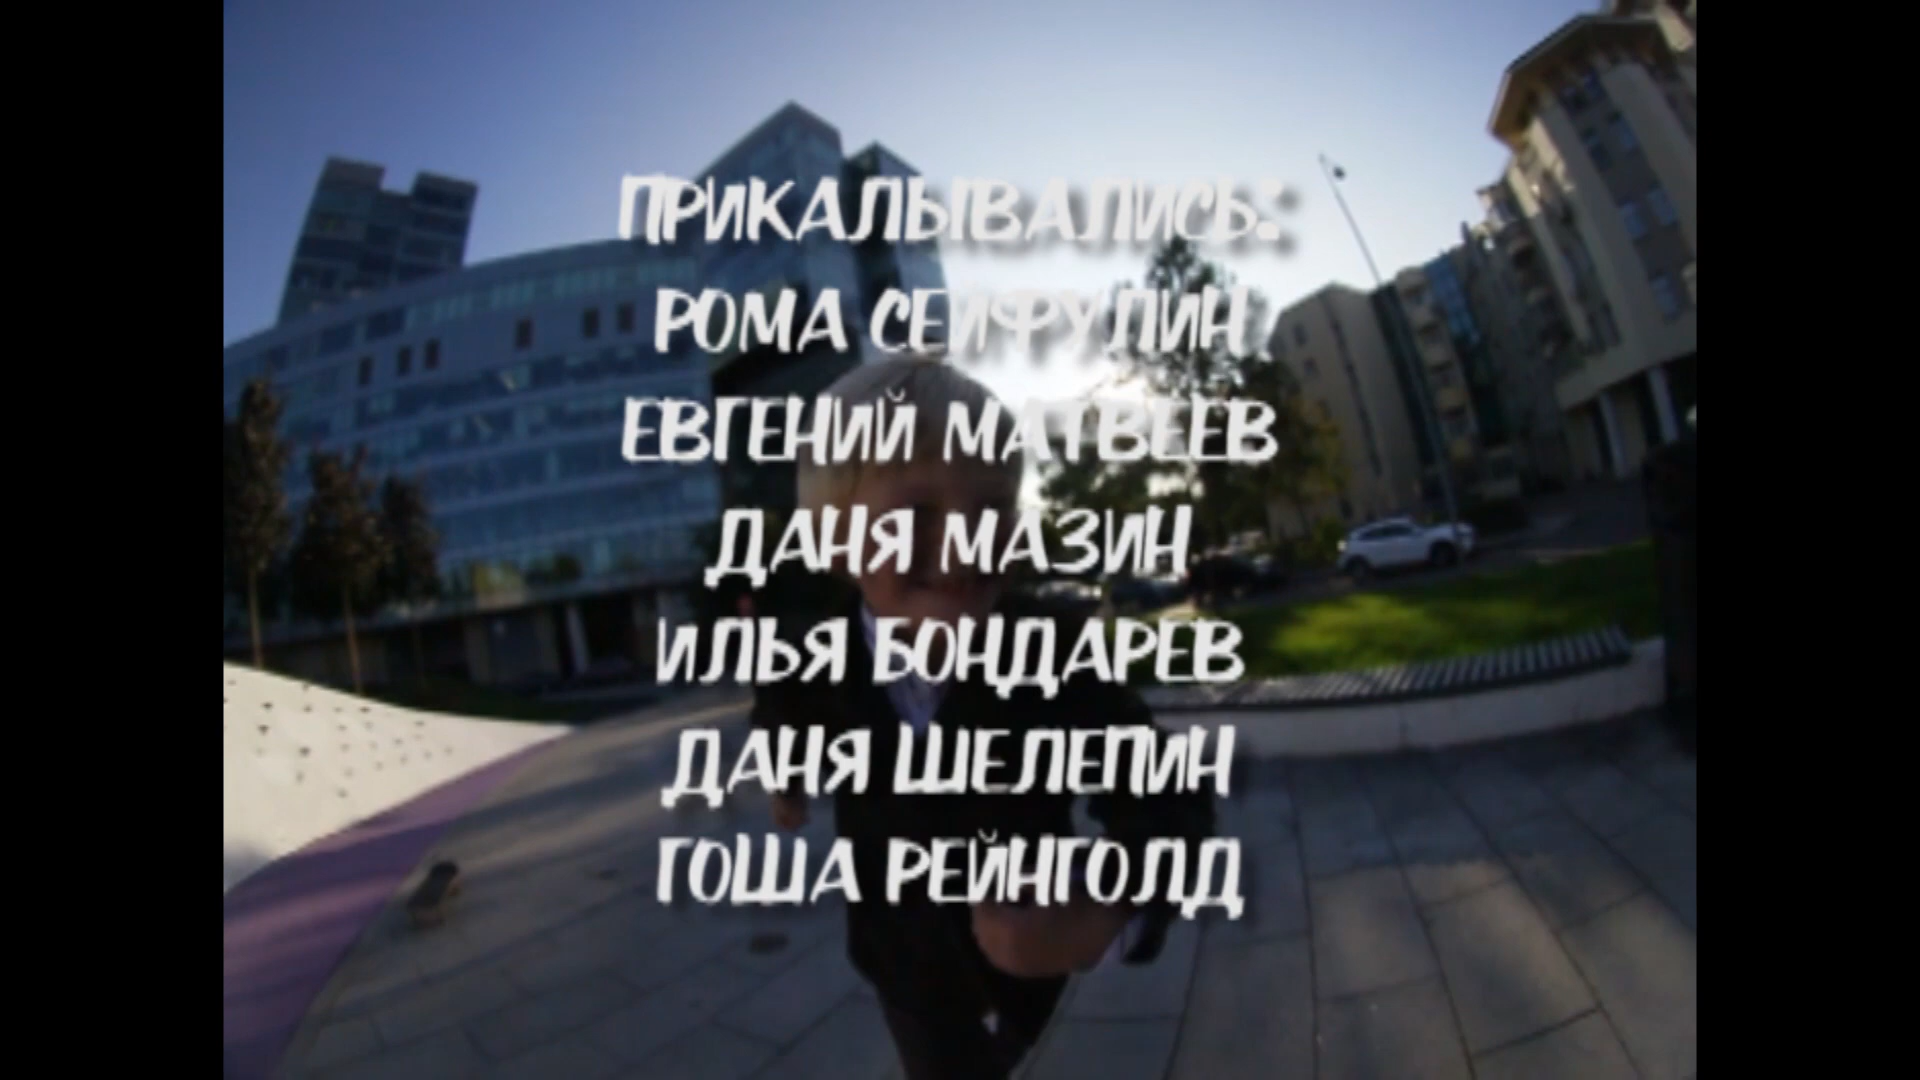 ПРИКАЛЫВАЛИСЬ:
РОМА СЕЙФУЛИН
ЕВГЕНИЙ МАТВЕЕВ
ДАНЯ МАЗИН
ИЛЬЯ БОНДАРЕВ
ДАНЯ ШЕЛЕПИН
ГОША РЕЙНГОЛД